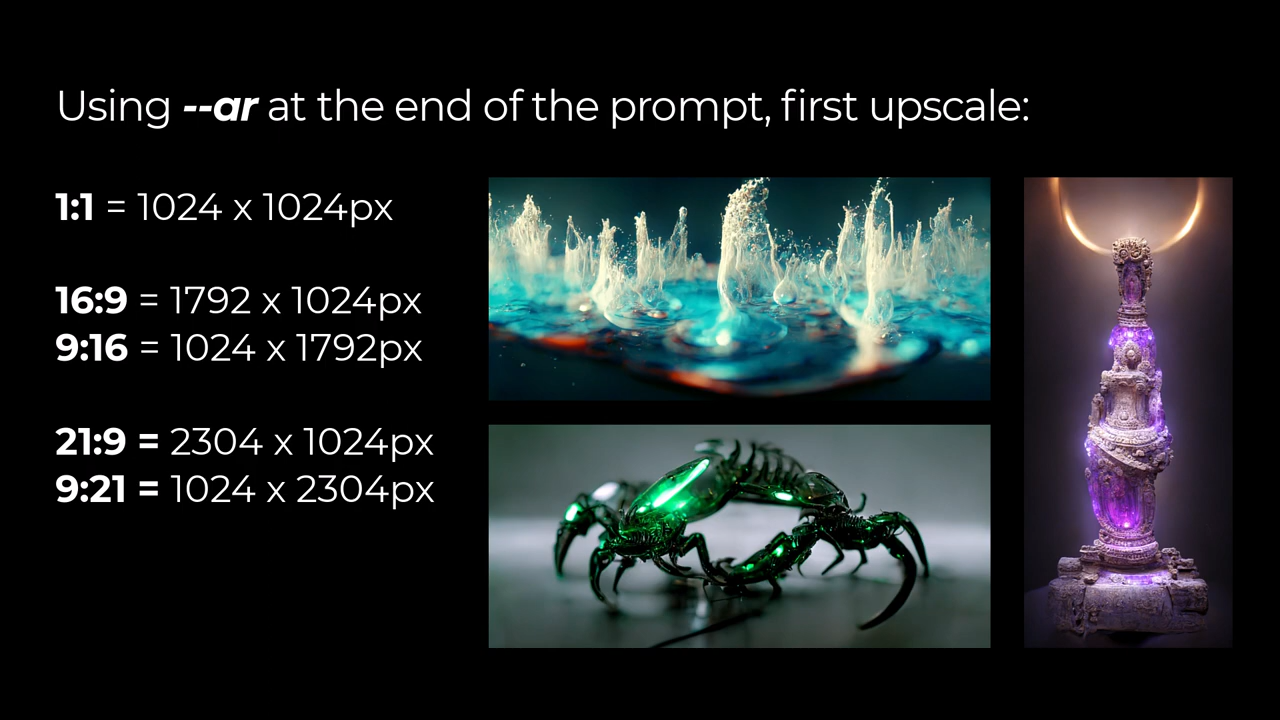 Using --ar at the end of the prompt, first upscale:
1:1 = 1024 x 1024px
16:9 = 1792 x 1024px
9:16 = 1024 x 1792px
21:9 = 2304 x 1024px
9:21 = 1024 x 2304px